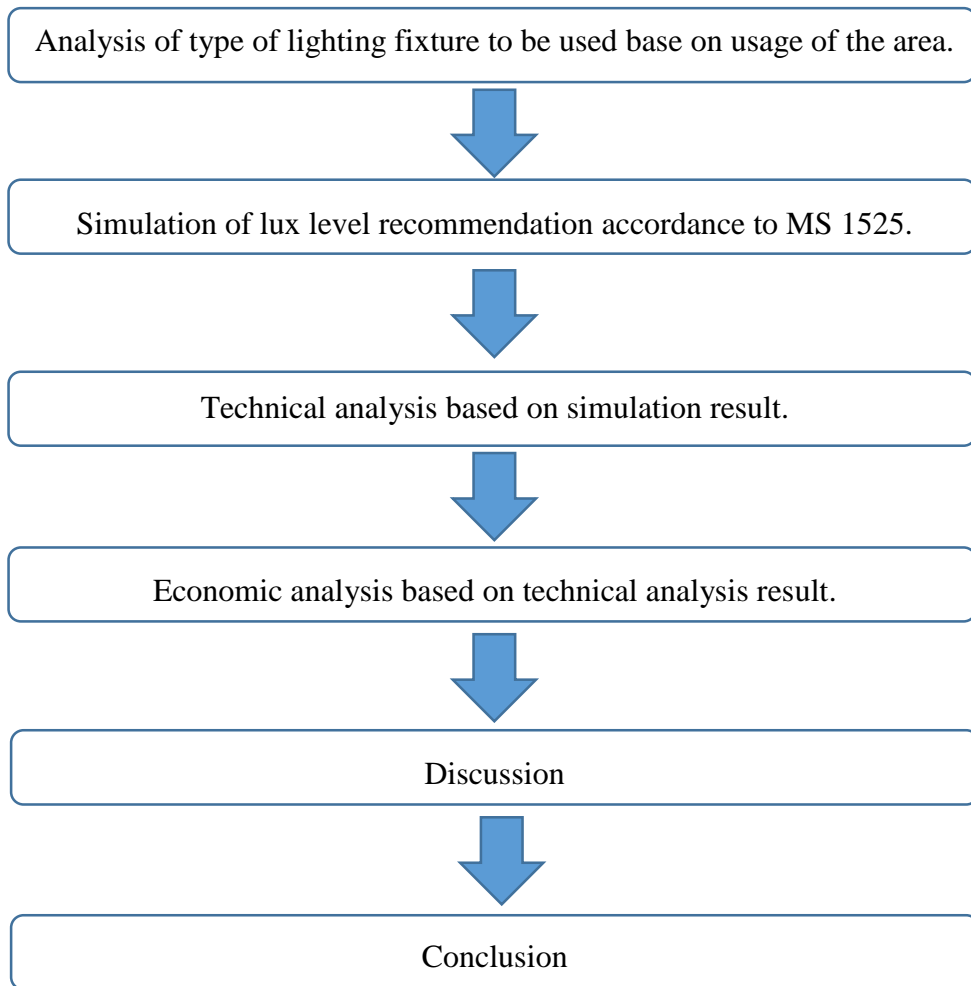 Analysis of type of lighting fixture to be used base on usage of the area.
Simulation of lux level recommendation accordance to MS 1525.
Technical analysis based on simulation result.
Economic analysis based on technical analysis result.
Discussion
Conclusion